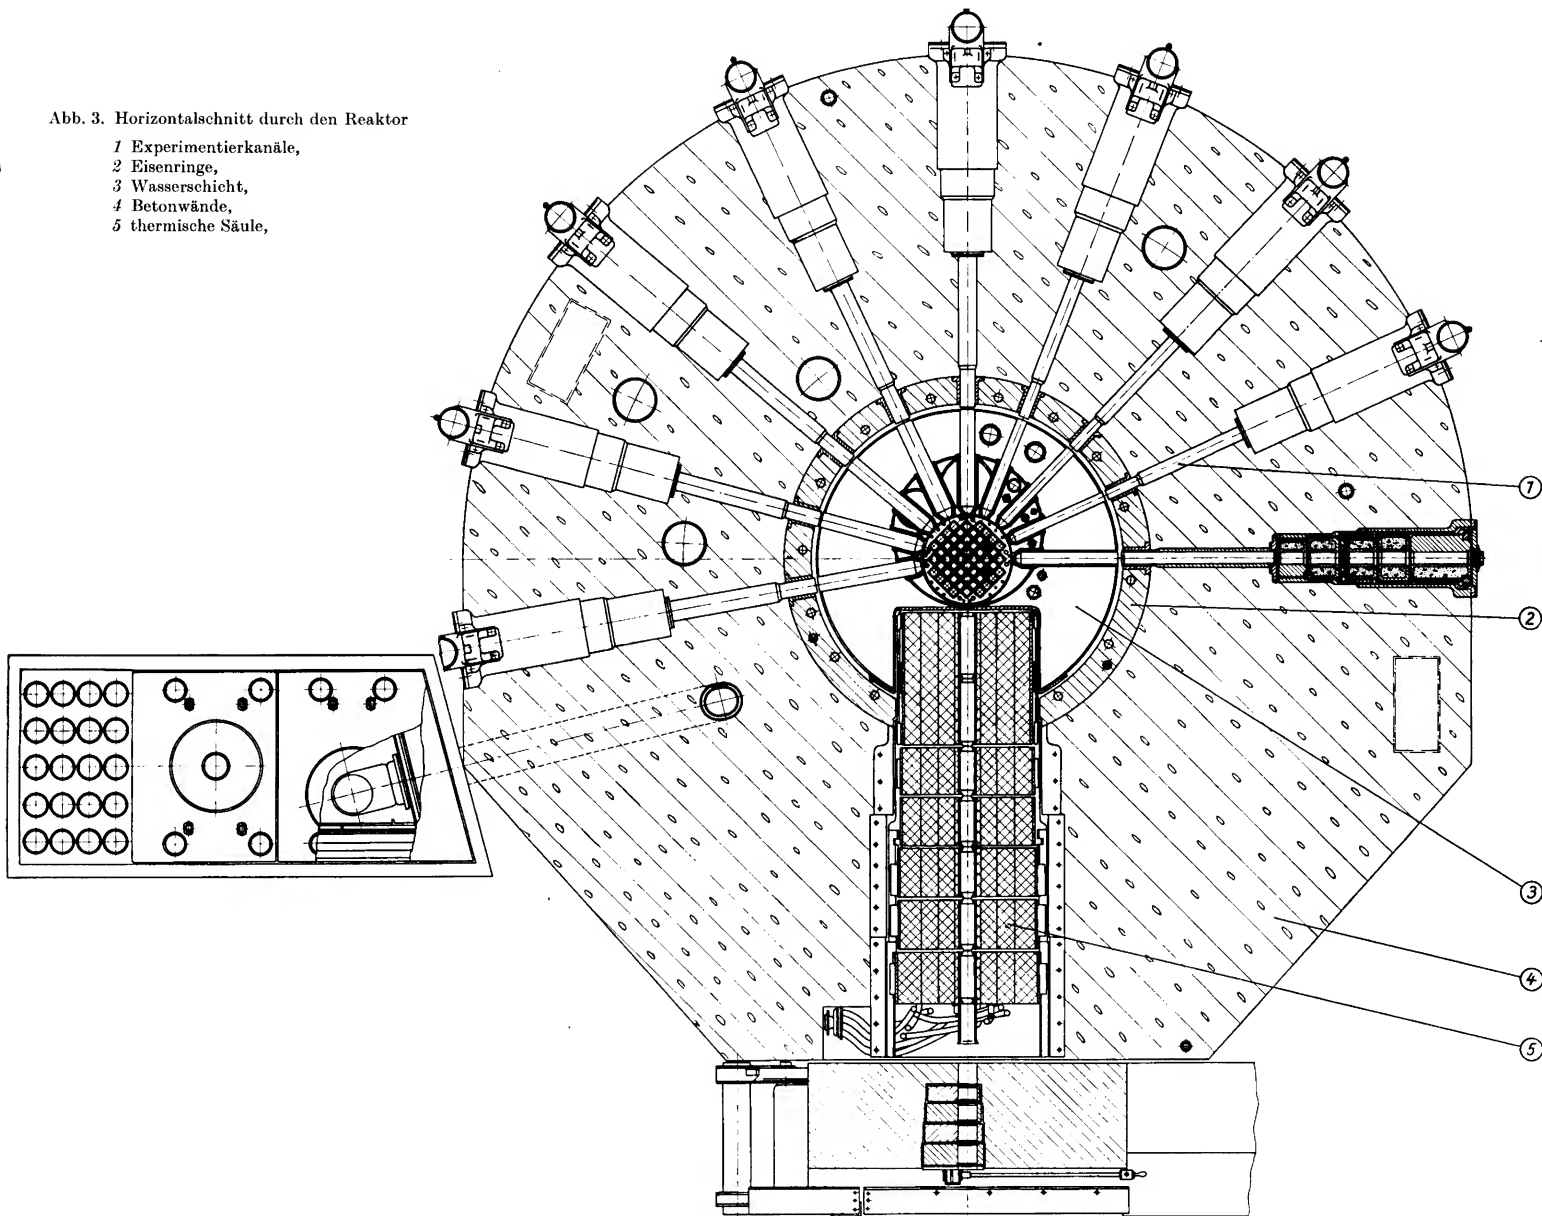 Abb. 3. Horizontalschnitt durch den Reaktor
1 Experimentierkanäle,
2 Eisenringe,
3 Wasserschicht,
4 Betonwände,
5 thermische Säule,
1
2
3
4
5